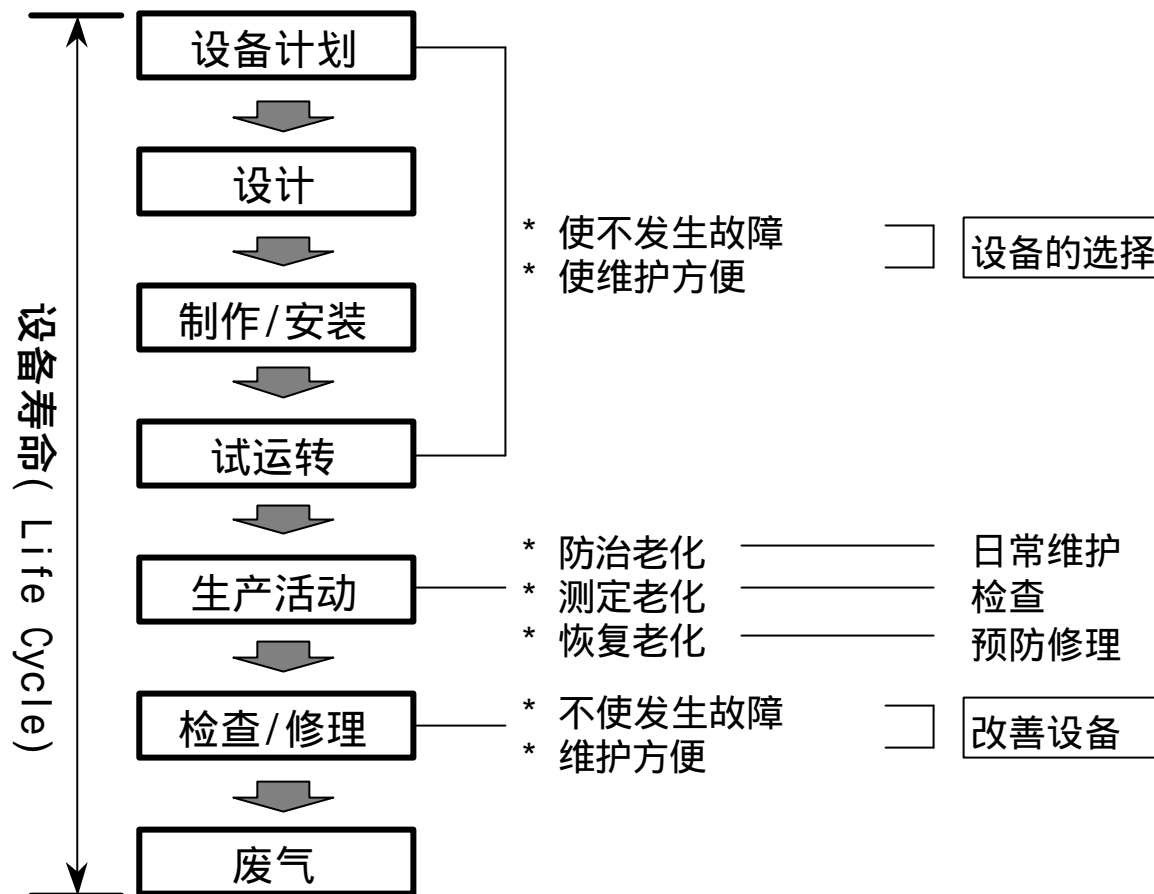 设备计划
设计
* 使不发生故障
* 使维护方便
设备的选择
制作/安装
设备寿命( Life Cycle)
试运转
生产活动
* 防治老化
日常维护
* 测定老化
检查
* 恢复老化
预防修理
检查/修理
* 不使发生故障
* 维护方便
改善设备
废气